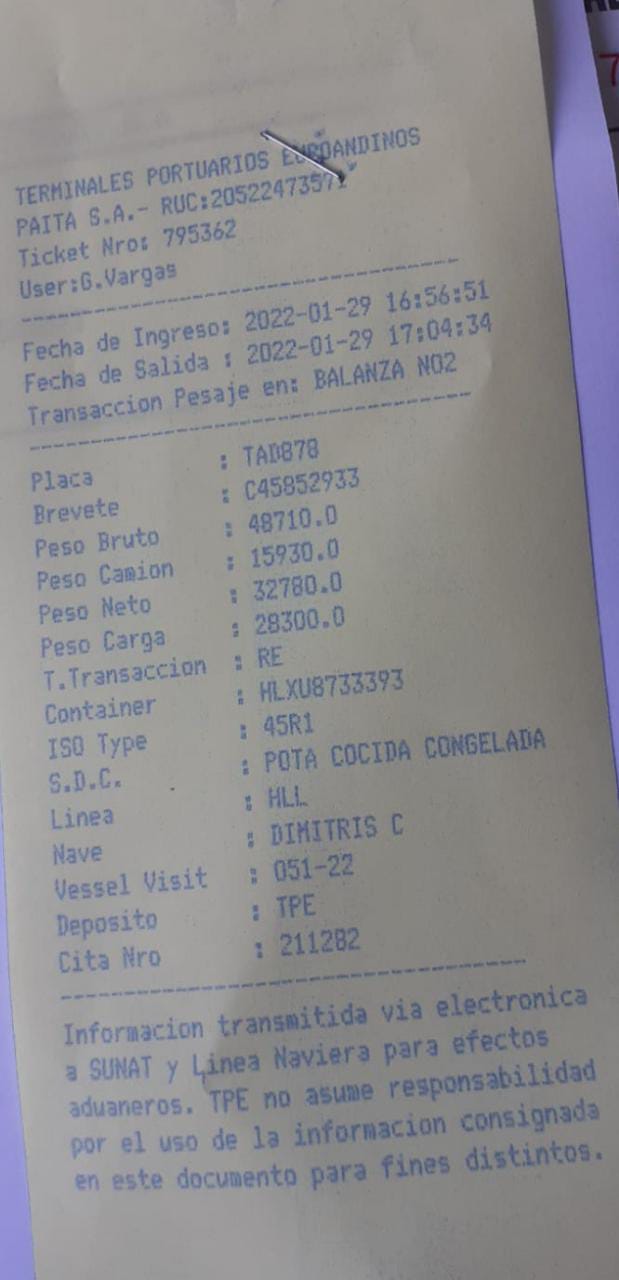 TERMINALES PORTUARIOS EUROANDINOS
PAITA S.A.- RUC:20522473571
Ticket Nro: 795362
User:G.Vargas
Fecha de Ingreso: 2022-01-29 16:56:51
Fecha de Salida : 2022-01-29 17:04:34
Transaccion Pesaje en: BALANZA NO2
Placa : TAD878
Brevete : C45852933
Peso Bruto : 48710.0
Peso Camion : 15930.0
Peso Neto : 32780.0
Peso Carga : 28300.0
T.Transaccion : RE
Container : HLXU8733393
ISO Type : 45R1
S.D.C. : POTA COCIDA CONGELADA
Linea : HLL
Nave : DIMITRIS C
Vessel Visit : 051-22
Deposito : TPE
Cita Nro : 211282
Informacion transmitida via electronica
a SUNAT y Linea Naviera para efectos
aduaneros. TPE no asume responsabilidad
por el uso de la informacion consignada
en este documento para fines distintos.